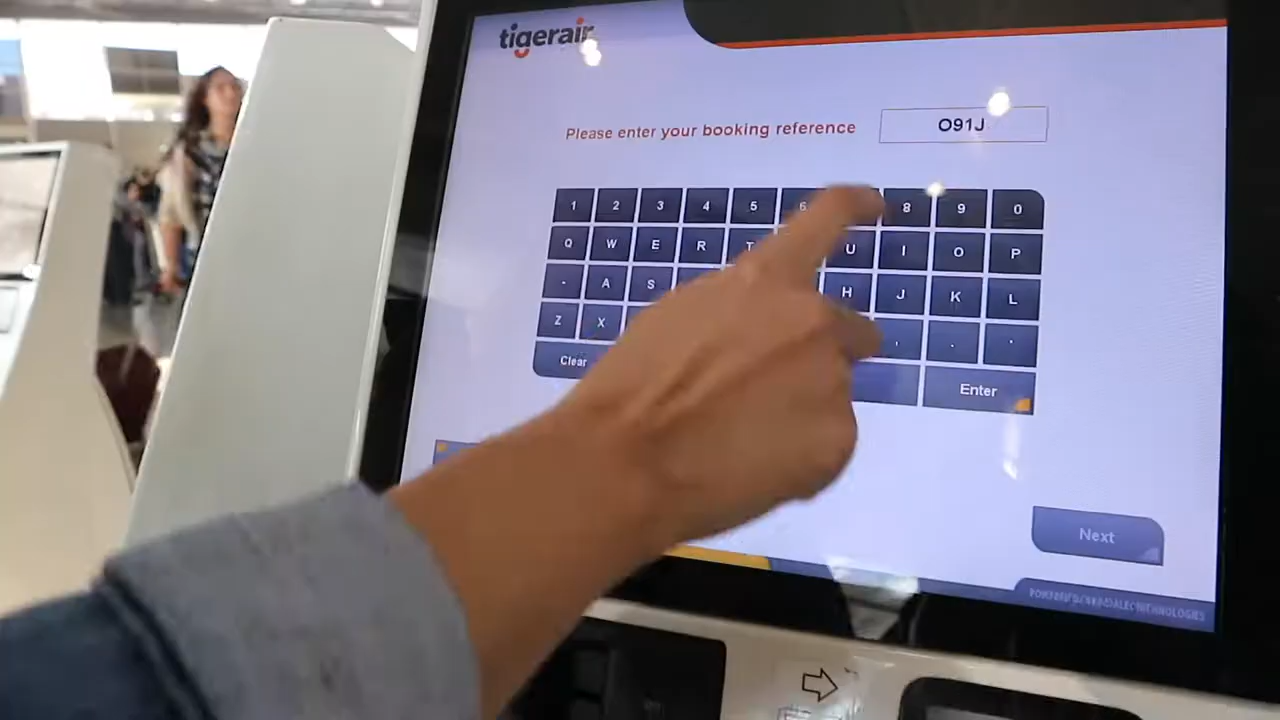 tigerair
Please enter your booking reference
O91J
1 2 3 4 5 6 8 9 0
Q W E R T U I O P
- A S H J K L
Z X , . '
Clear Enter
Next